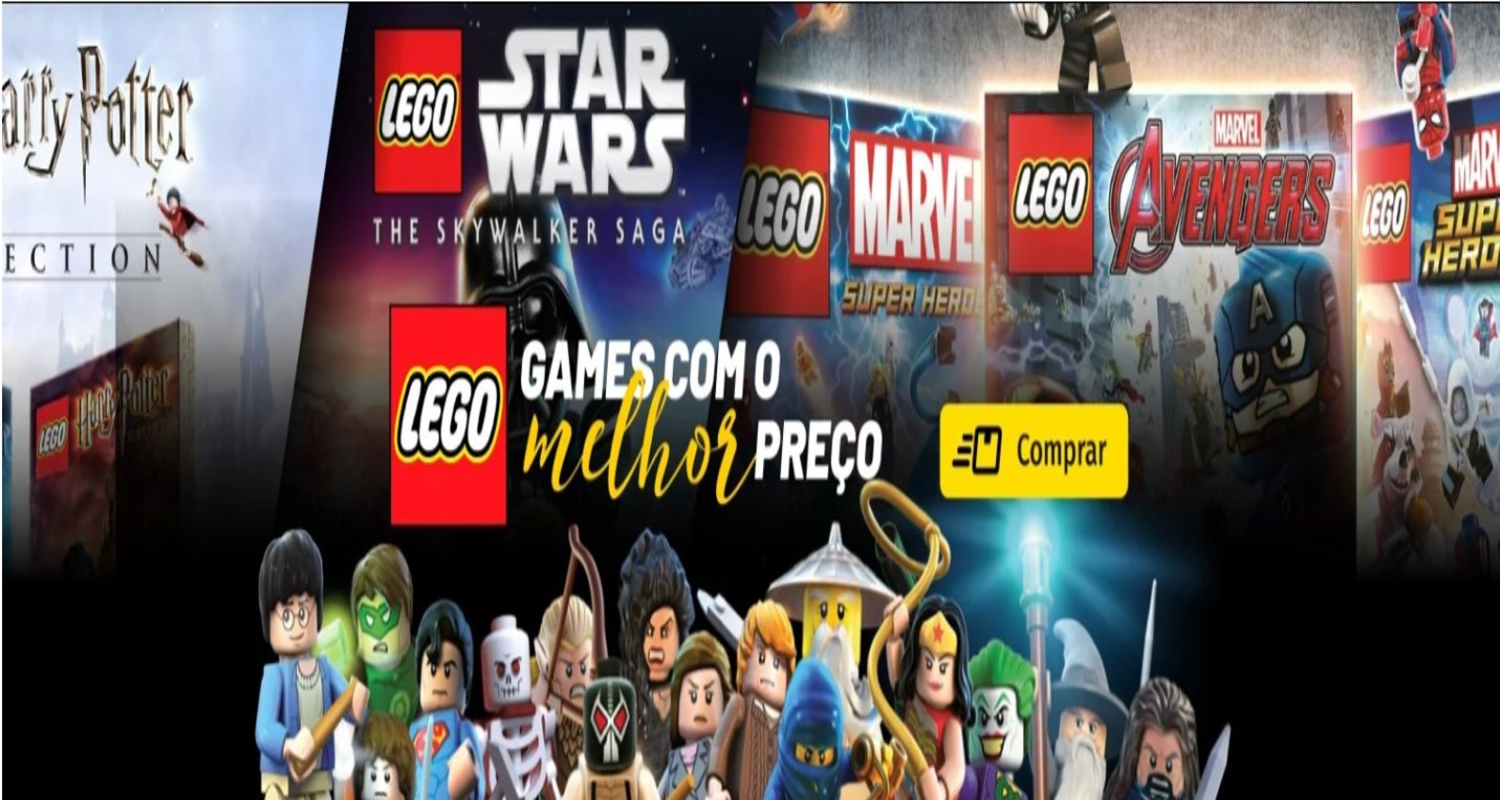 arry Potter
ECTION
LEGO
Harry Potter
LEGO
STAR
WARS
THE SKYWALKER SAGA
LEGO
MARVEL
SUPER HEROE
LEGO
MARVEL
AVENGERS
A
LEGO
MARV
SUPE
HERO
LEGO
GAMES COM O
melhor PREÇO
Comprar